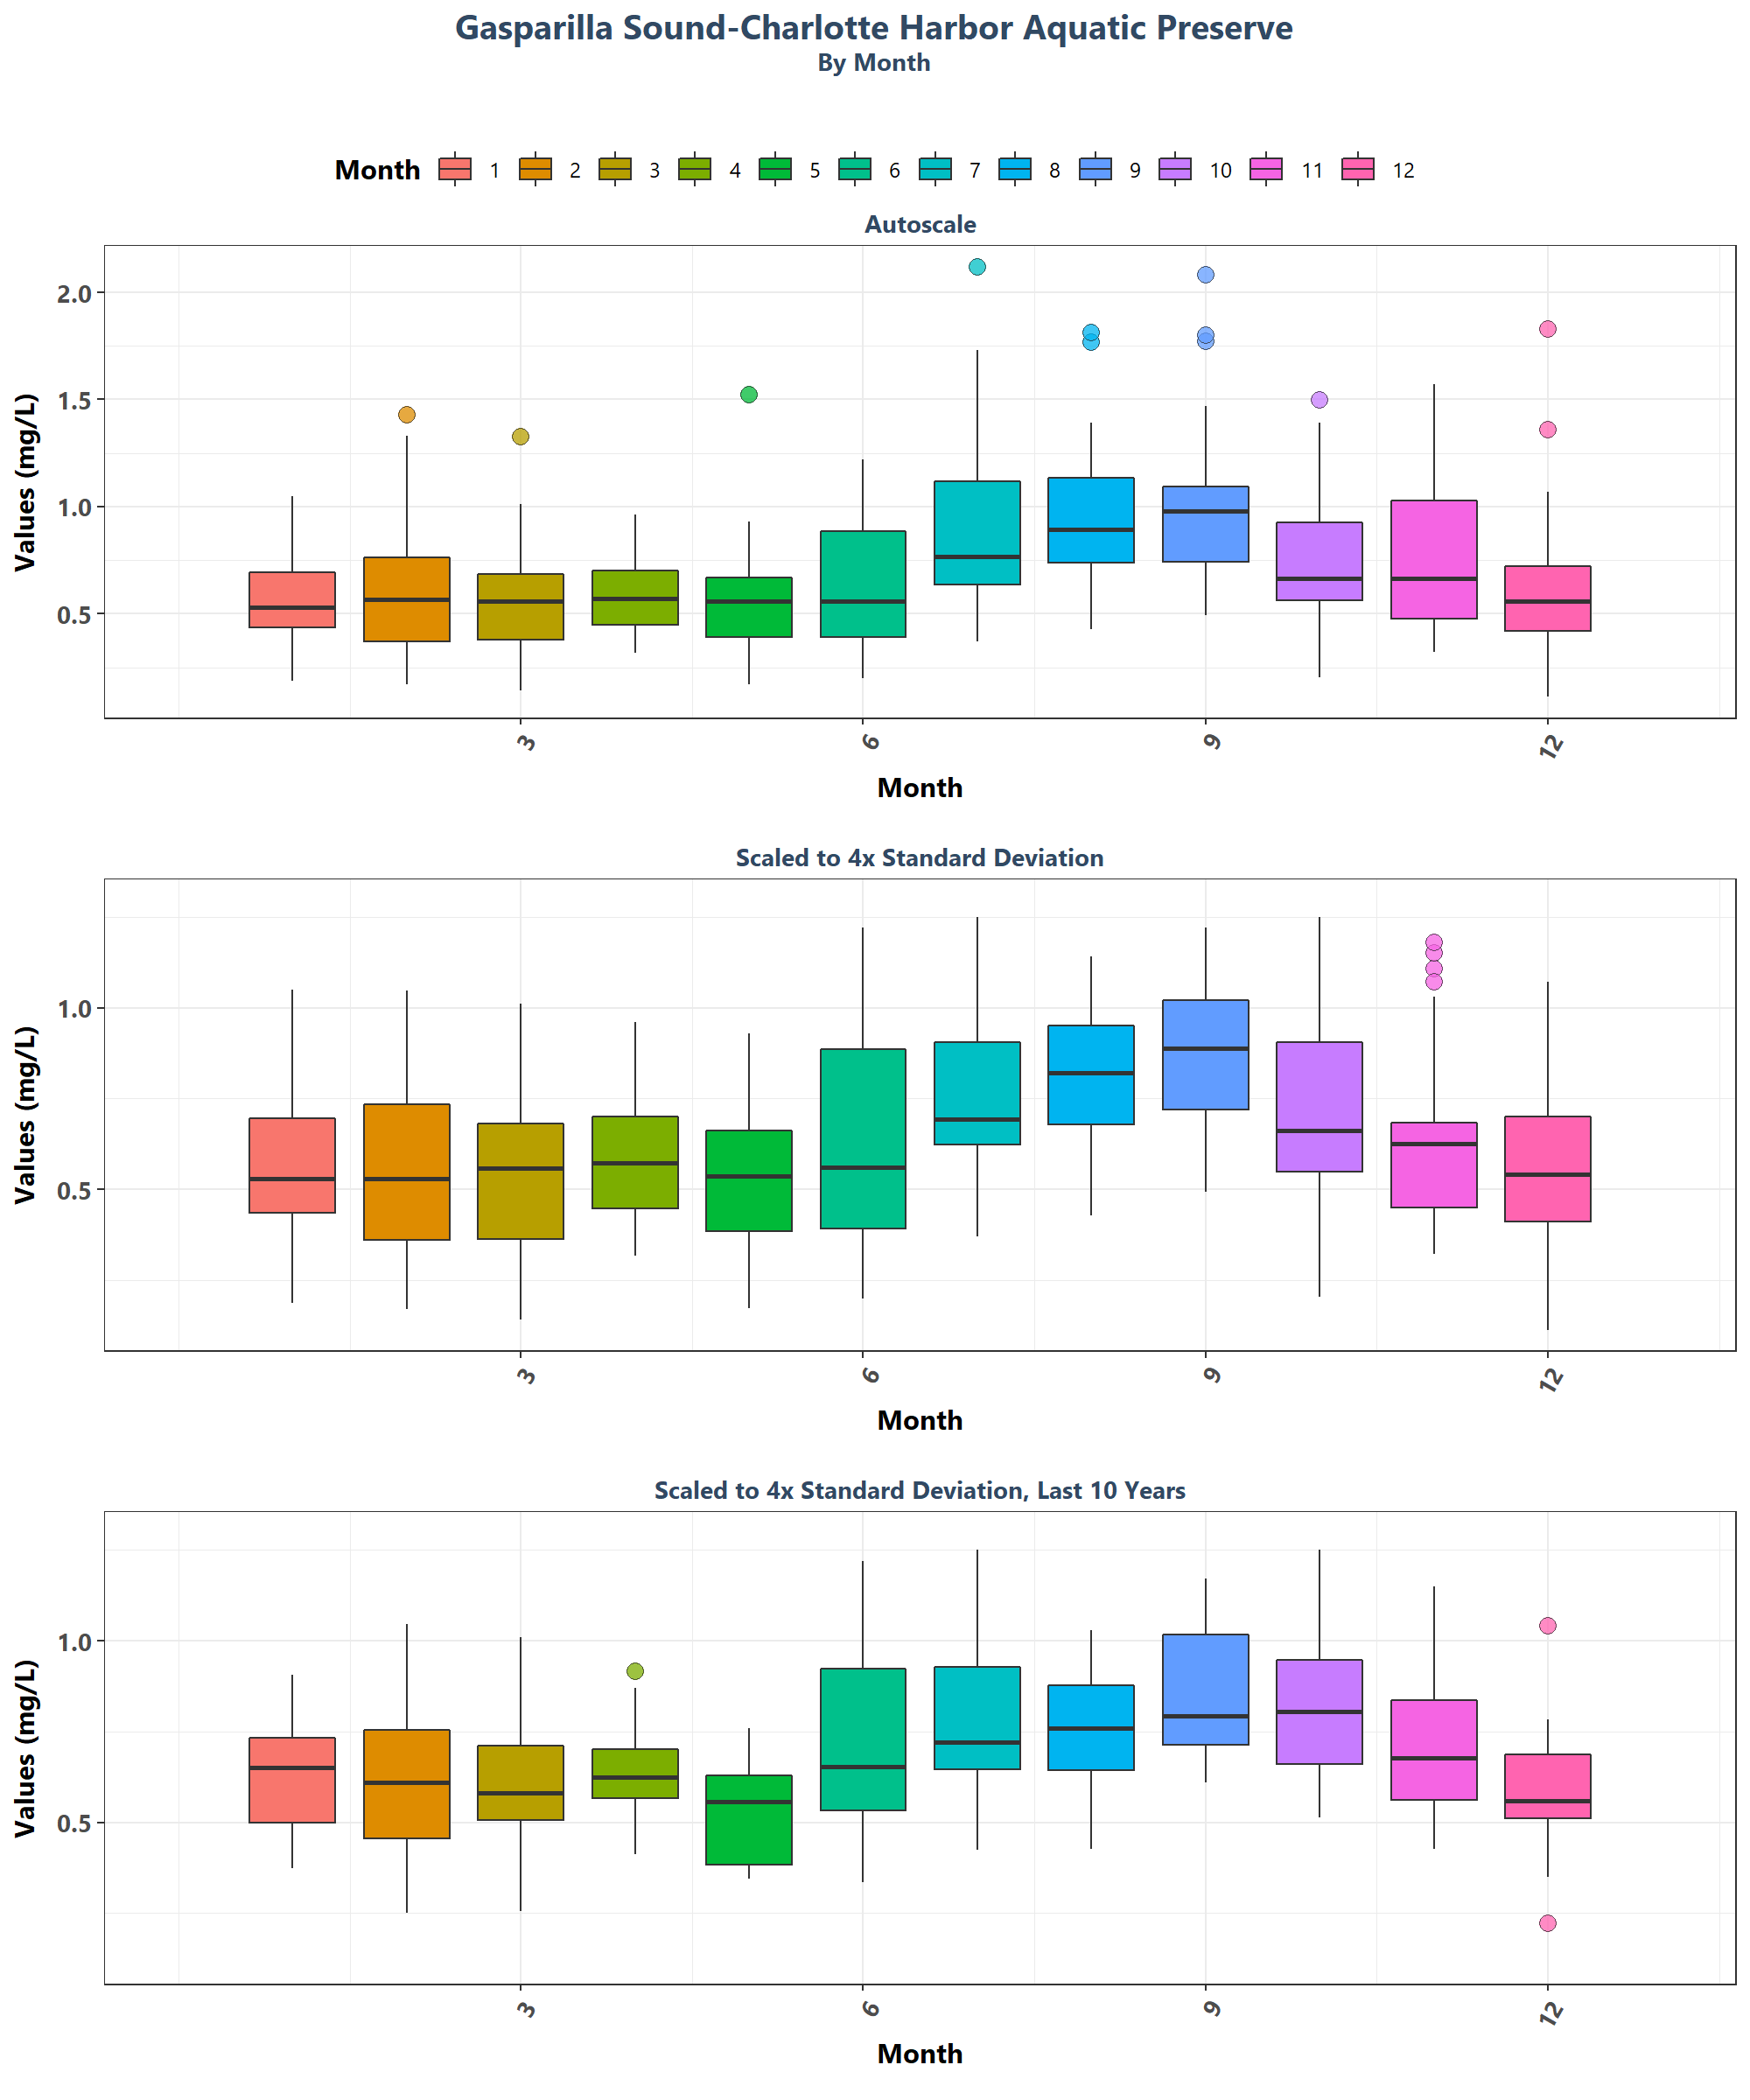 Gasparilla Sound-Charlotte Harbor Aquatic Preserve
By Month
Month 1 2 3 4 5 6 7 8 9 10 11 12
Autoscale
Values (mg/L)
2.0
1.5
1.0
0.5
3 6 9 12
Month
Scaled to 4x Standard Deviation
Values (mg/L)
1.0
0.5
3 6 9 12
Month
Scaled to 4x Standard Deviation, Last 10 Years
Values (mg/L)
1.0
0.5
3 6 9 12
Month